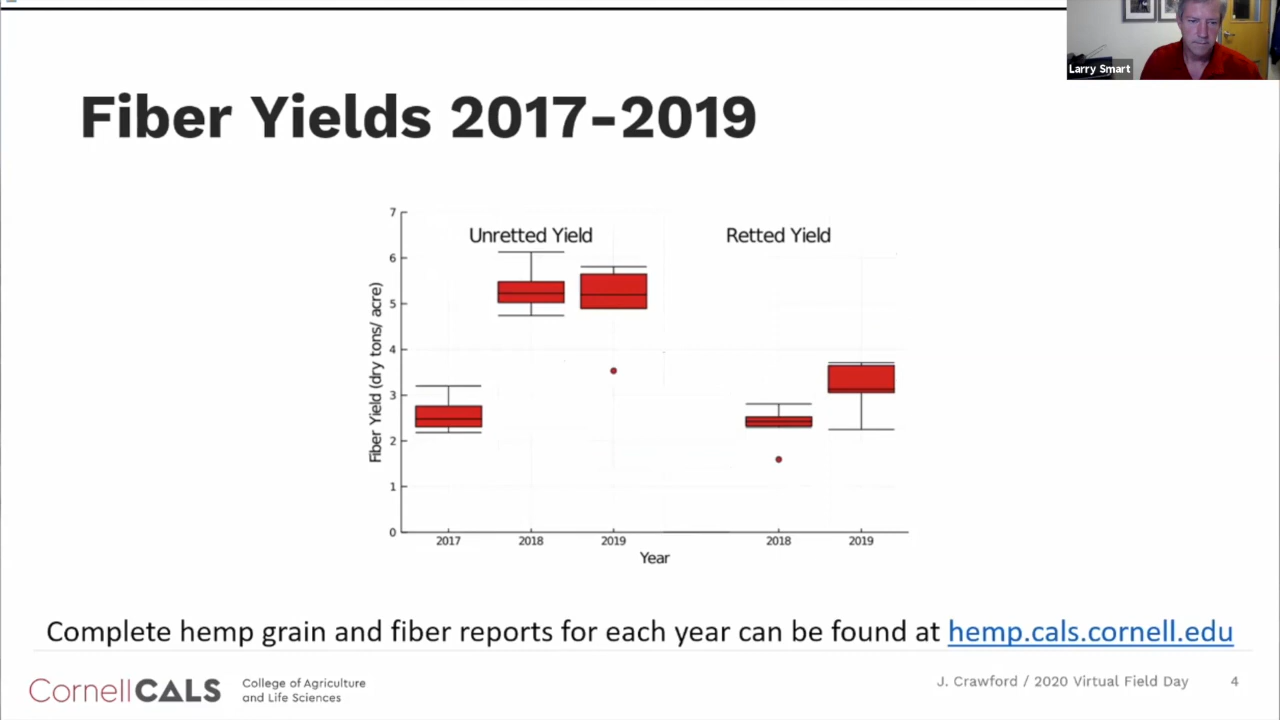 Larry Smart
Fiber Yields 2017-2019
Unretted Yield
Retted Yield
Fiber Yield (dry tons/ acre)
7
6
5
4
3
2
1
0
2017 2018 2019 2018 2019
Year
Complete hemp grain and fiber reports for each year can be found at hemp.cals.cornell.edu
CornellCALS
College of Agriculture
and Life Sciences
J. Crawford / 2020 Virtual Field Day 4